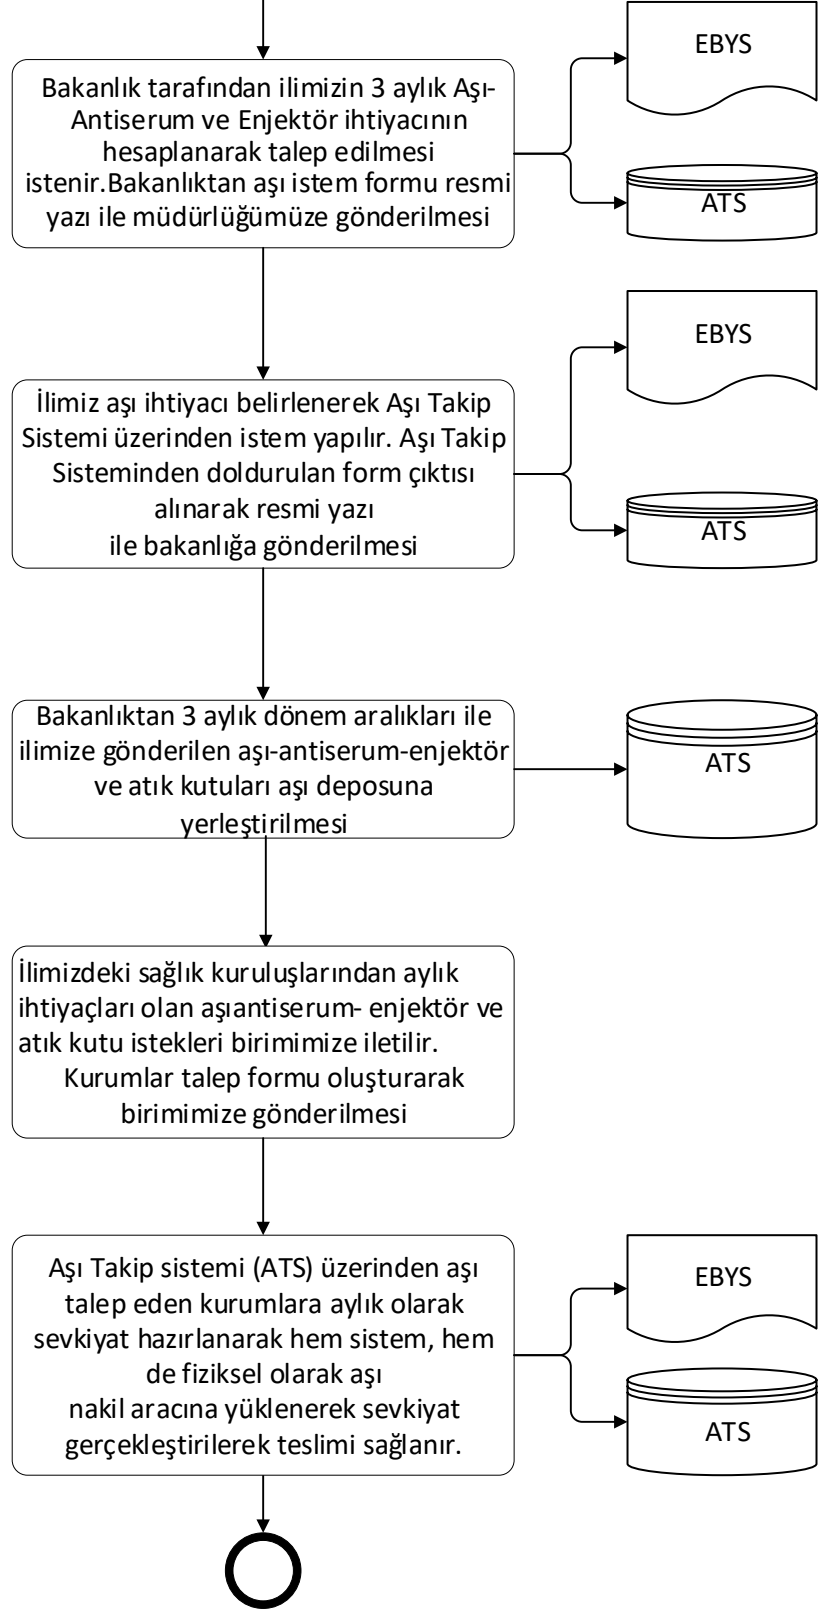 EBYS
Bakanlık tarafından ilimizin 3 aylık Aşı-
Antiserum ve Enjektör ihtiyacının
hesaplanarak talep edilmesi
istenir.Bakanlıktan aşı istem formu resmi
yazı ile müdürlüğümüze gönderilmesi
ATS
EBYS
İlimiz aşı ihtiyacı belirlenerek Aşı Takip
Sistemi üzerinden istem yapılır. Aşı Takip
Sisteminden doldurulan form çıktısı
alınarak resmi yazı
ile bakanlığa gönderilmesi
ATS
Bakanlıktan 3 aylık dönem aralıkları ile
ilimize gönderilen aşı-antiserum-enjektör
ve atık kutuları aşı deposuna
yerleştirilmesi
ATS
İlimizdeki sağlık kuruluşlarından aylık
ihtiyaçları olan aşıantiserum- enjektör ve
atık kutu istekleri birimimize iletilir.
Kurumlar talep formu oluşturarak
birimimize gönderilmesi
Aşı Takip sistemi (ATS) üzerinden aşı
talep eden kurumlara aylık olarak
sevkiyat hazırlanarak hem sistem, hem
de fiziksel olarak aşı
nakil aracına yüklenerek sevkiyat
gerçekleştirilerek teslimi sağlanır.
EBYS
ATS